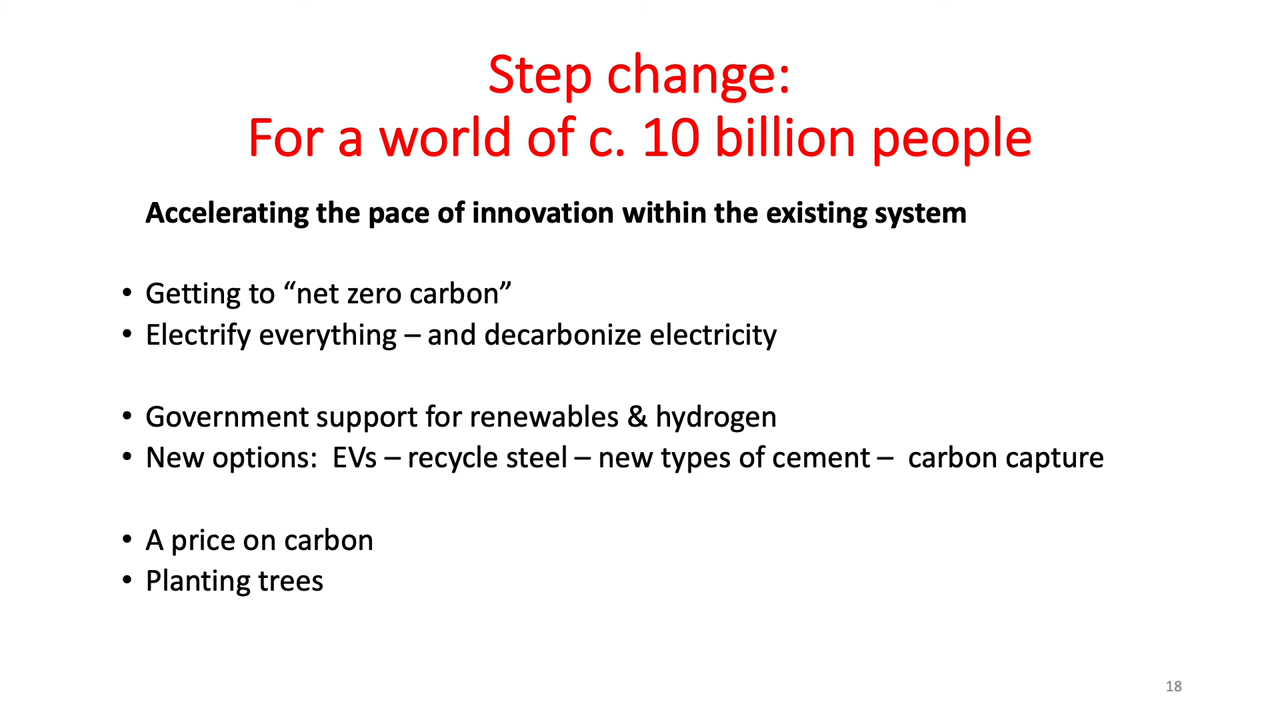 Step change:
For a world of c. 10 billion people
Accelerating the pace of innovation within the existing system
• Getting to “net zero carbon”
• Electrify everything – and decarbonize electricity
• Government support for renewables & hydrogen
• New options:  EVs – recycle steel – new types of cement –  carbon capture
• A price on carbon
• Planting trees
18